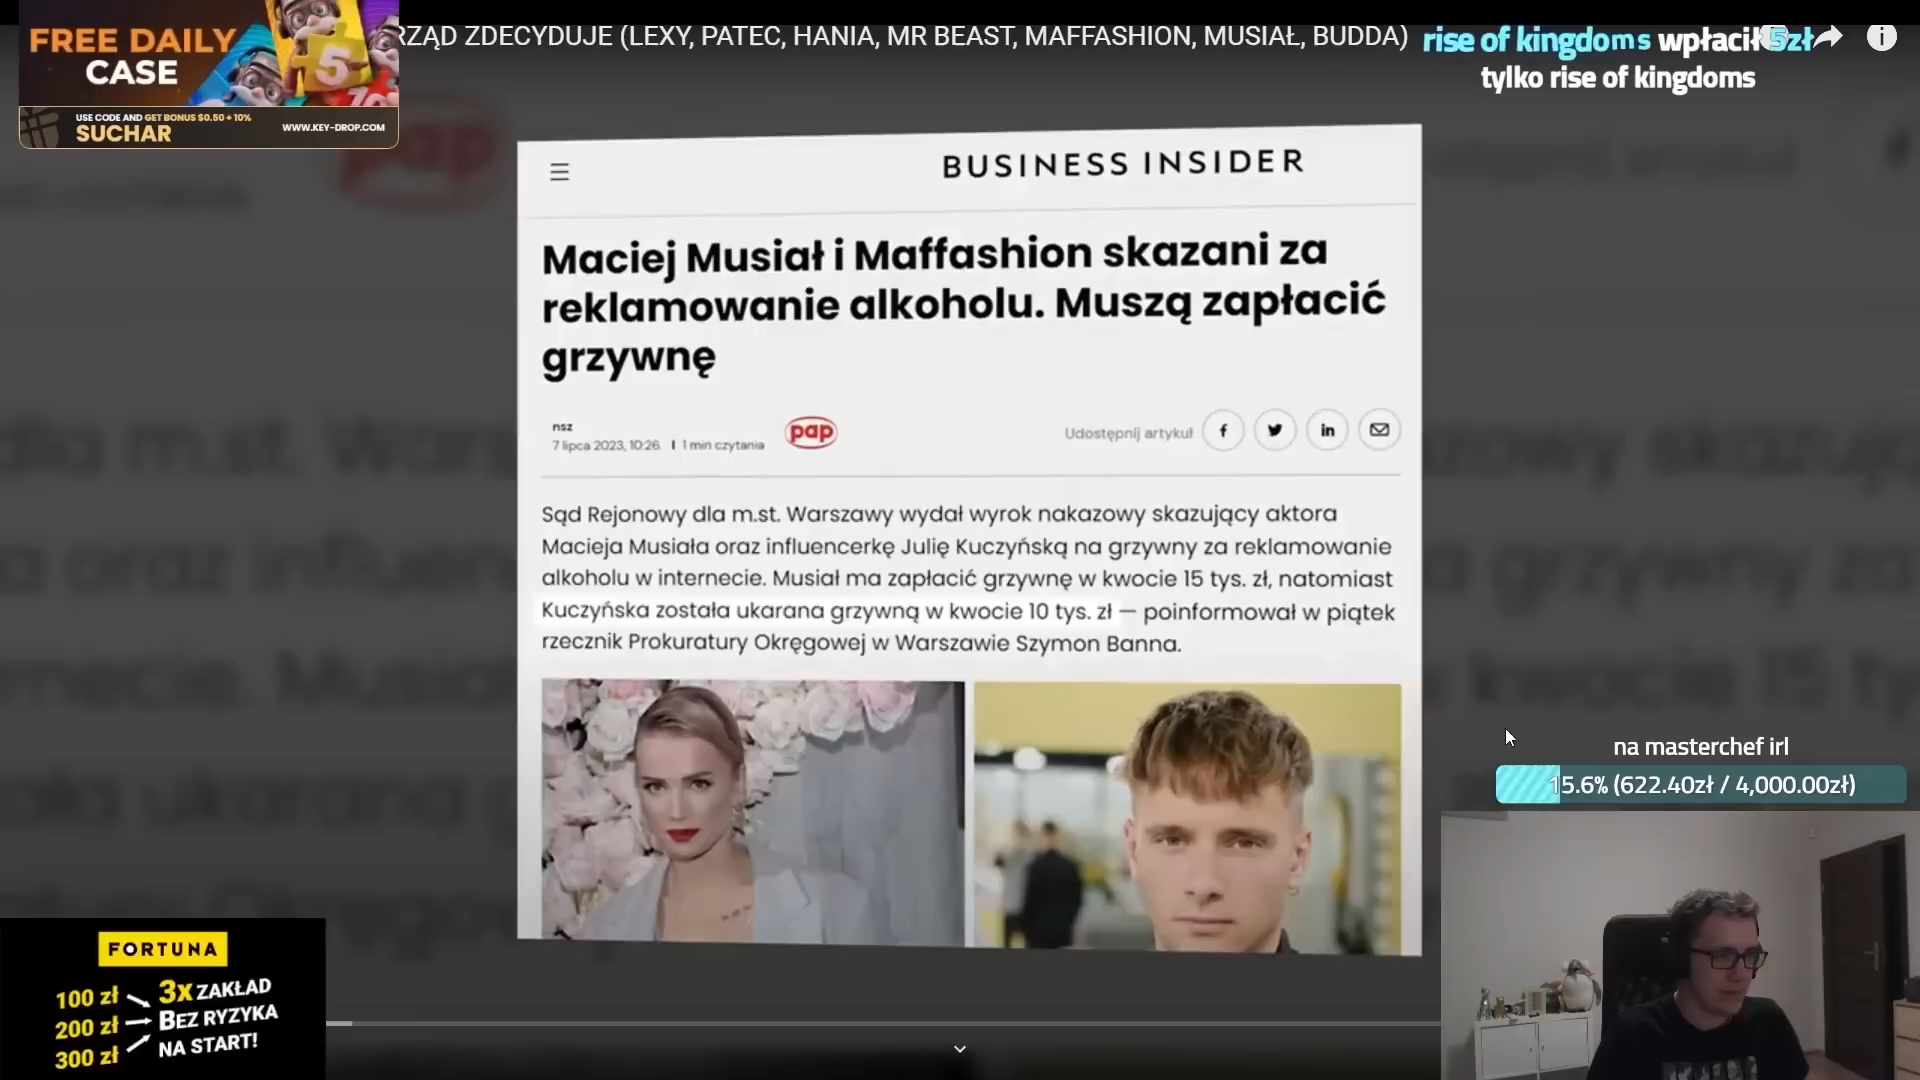 FREE DAILY
CASE
USE CODE AND GET BONUS $0.50 + 10%
SUCHAR
WWW.KEY-DROP.COM
RZĄD ZDECYDUJE (LEXY, PATEC, HANIA, MR BEAST, MAFFASHION, MUSIAŁ, BUDDA)
rise of kingdoms wpłacił 5zł
tylko rise of kingdoms
pap
BUSINESS INSIDER
Maciej Musiał i Maffashion skazani za
reklamowanie alkoholu. Muszą zapłacić
grzywnę
nsz
7 lipca 2023, 10:26 | 1 min czytania
pap
Udostępnij artykuł
Sąd Rejonowy dla m.st. Warszawy wydał wyrok nakazowy skazujący aktora
Macieja Musiała oraz influencerkę Julię Kuczyńską na grzywny za reklamowanie
alkoholu w internecie. Musiał ma zapłacić grzywnę w kwocie 15 tys. zł, natomiast
Kuczyńska została ukarana grzywną w kwocie 10 tys. zł — poinformował w piątek
rzecznik Prokuratury Okręgowej w Warszawie Szymon Banna.
na masterchef irl
15.6% (622.40zł / 4,000.00zł)
FORTUNA
100 zł
200 zł
300 zł
3x ZAKŁAD
BEZ RYZYKA
NA START!